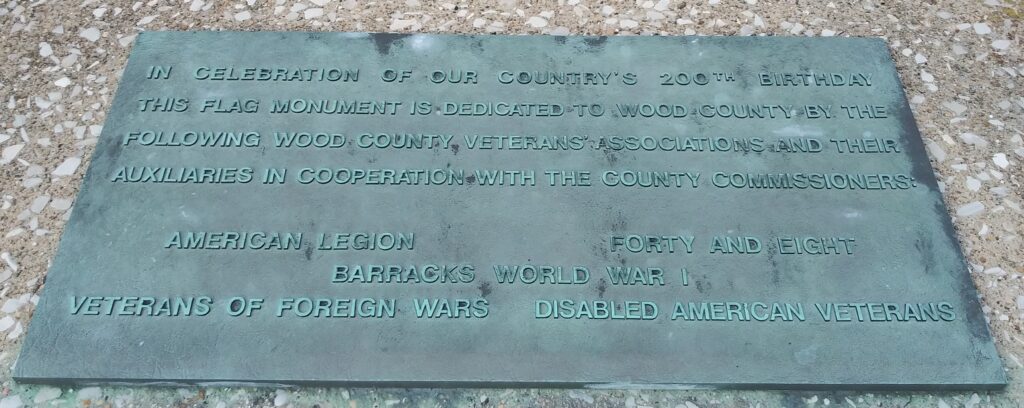 IN CELEBRATION OF OUR COUNTRY'S 200TH BIRTHDAY
THIS FLAG MONUMENT IS DEDICATED TO WOOD COUNTY BY THE
FOLLOWING WOOD COUNTY VETERANS' ASSOCIATIONS AND THEIR
AUXILIARIES IN COOPERATION WITH THE COUNTY COMMISSIONERS:
AMERICAN LEGION FORTY AND EIGHT
BARRACKS WORLD WAR I
VETERANS OF FOREIGN WARS DISABLED AMERICAN VETERANS